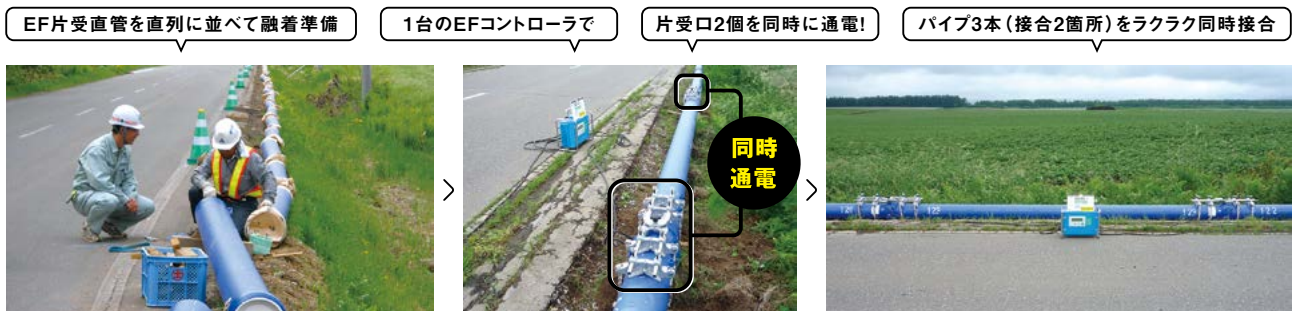 EF片受直管を直列に並べて融着準備
1台のEFコントローラで
片受口2個を同時に通電!
パイプ3本(接合2箇所)をラクラク同時接合
同時
通電
122